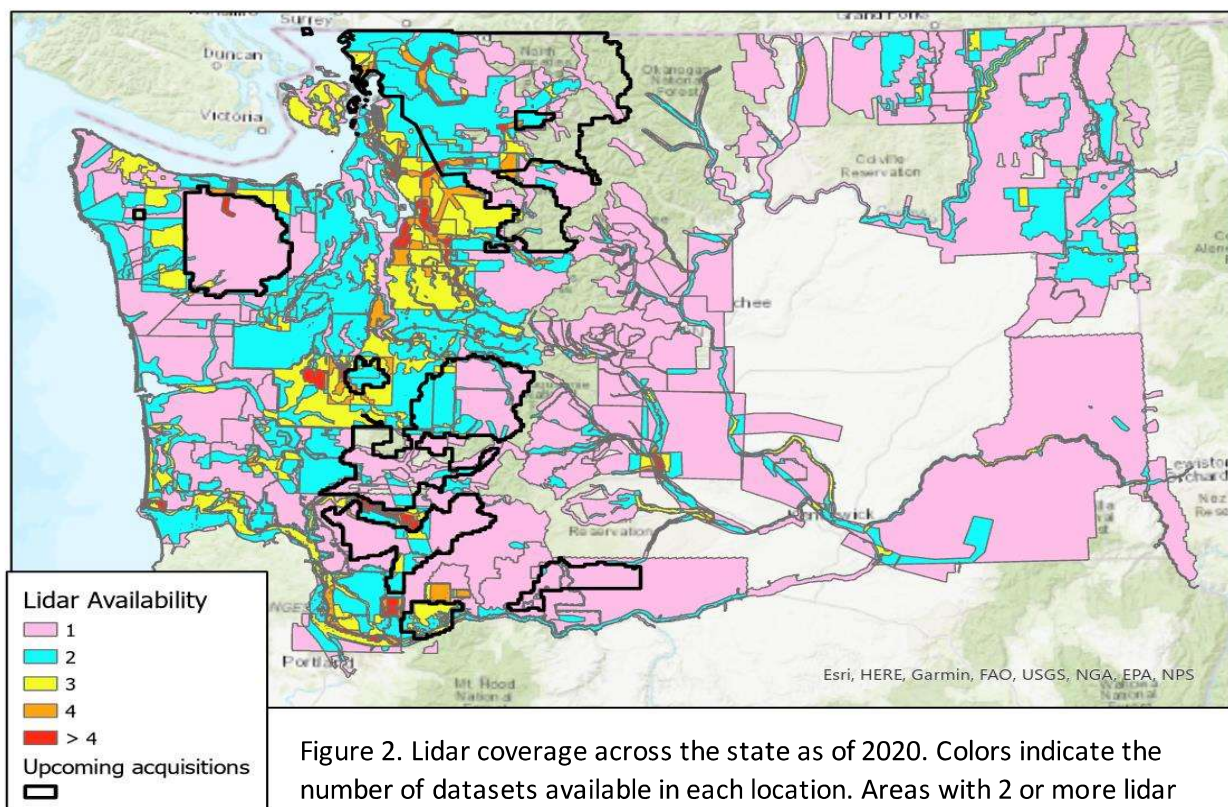 Surrey
Duncan
Victoria
North
Okanogan
National
Forest
Colville
Reservation
chee
Lewiston
Orchards
Reservation
Portland
Mt. Hood
National
Esri, HERE, Garmin, FAO, USGS, NGA, EPA, NPS
Lidar Availability
1
2
3
4
> 4
Upcoming acquisitions
Figure 2. Lidar coverage across the state as of 2020. Colors indicate the
number of datasets available in each location. Areas with 2 or more lidar